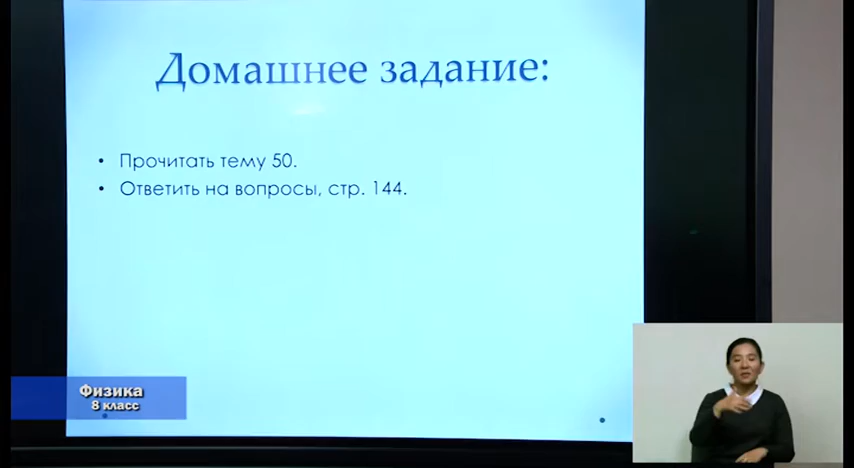 Домашнее задание:
• Прочитать тему 50.
• Ответить на вопросы, стр. 144.
Физика
8 класс